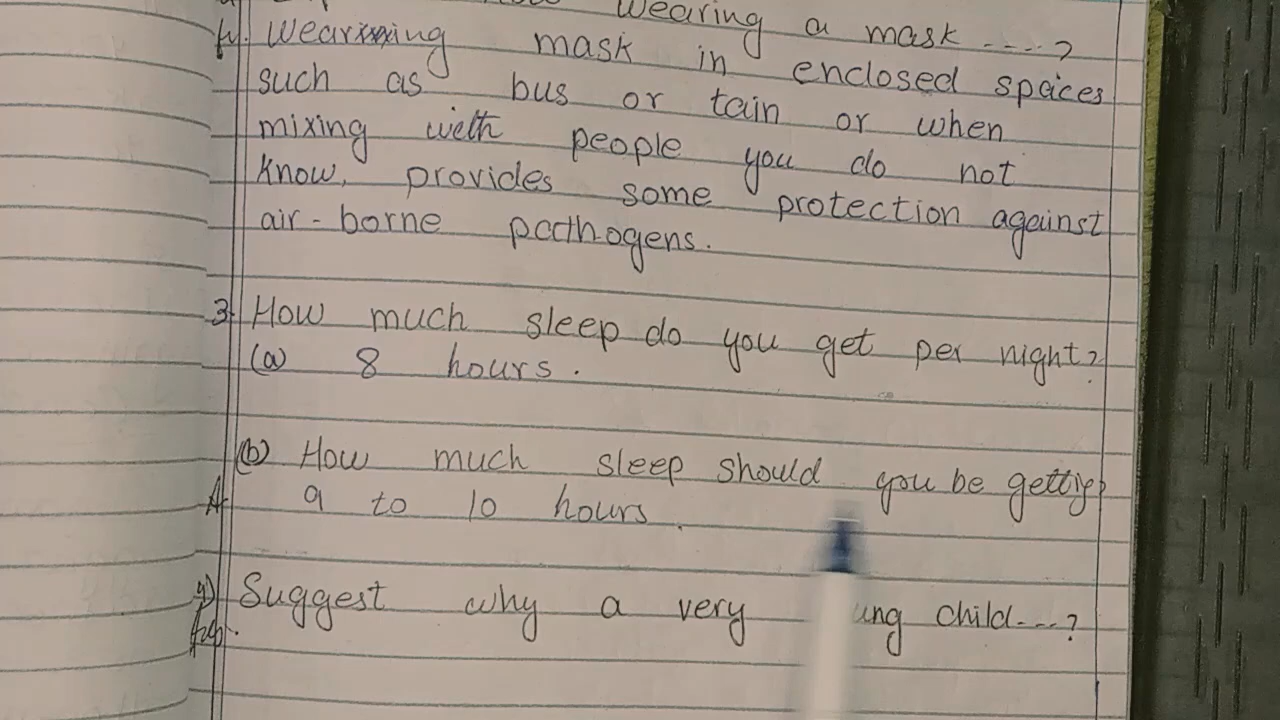 wearing a mask ....?
Wearing mask in enclosed spaces
such as bus or tain or when
mixing with people you do not
know, provides some protection against
air-borne pathogens.
3 How much sleep do you get per night?
(a) 8 hours.
(b) How much sleep should you be getting
A 9 to 10 hours.
Suggest why a very ung child...?